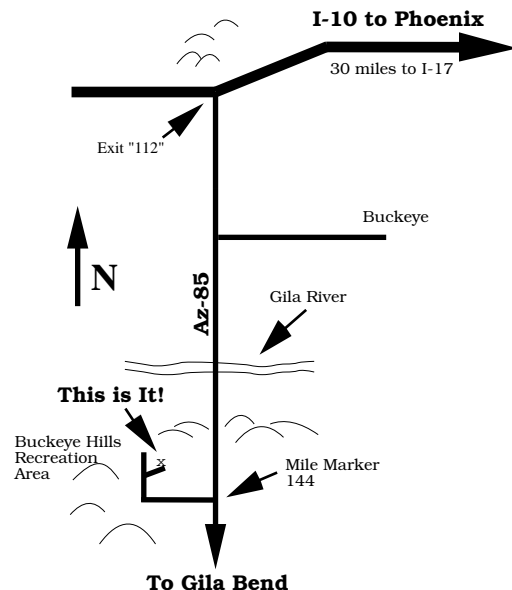 I-10 to Phoenix
30 miles to I-17
Exit "112"
Buckeye
N
Az-85
Gila River
This is It!
Buckeye Hills
Recreation
Area
x
Mile Marker
144
To Gila Bend